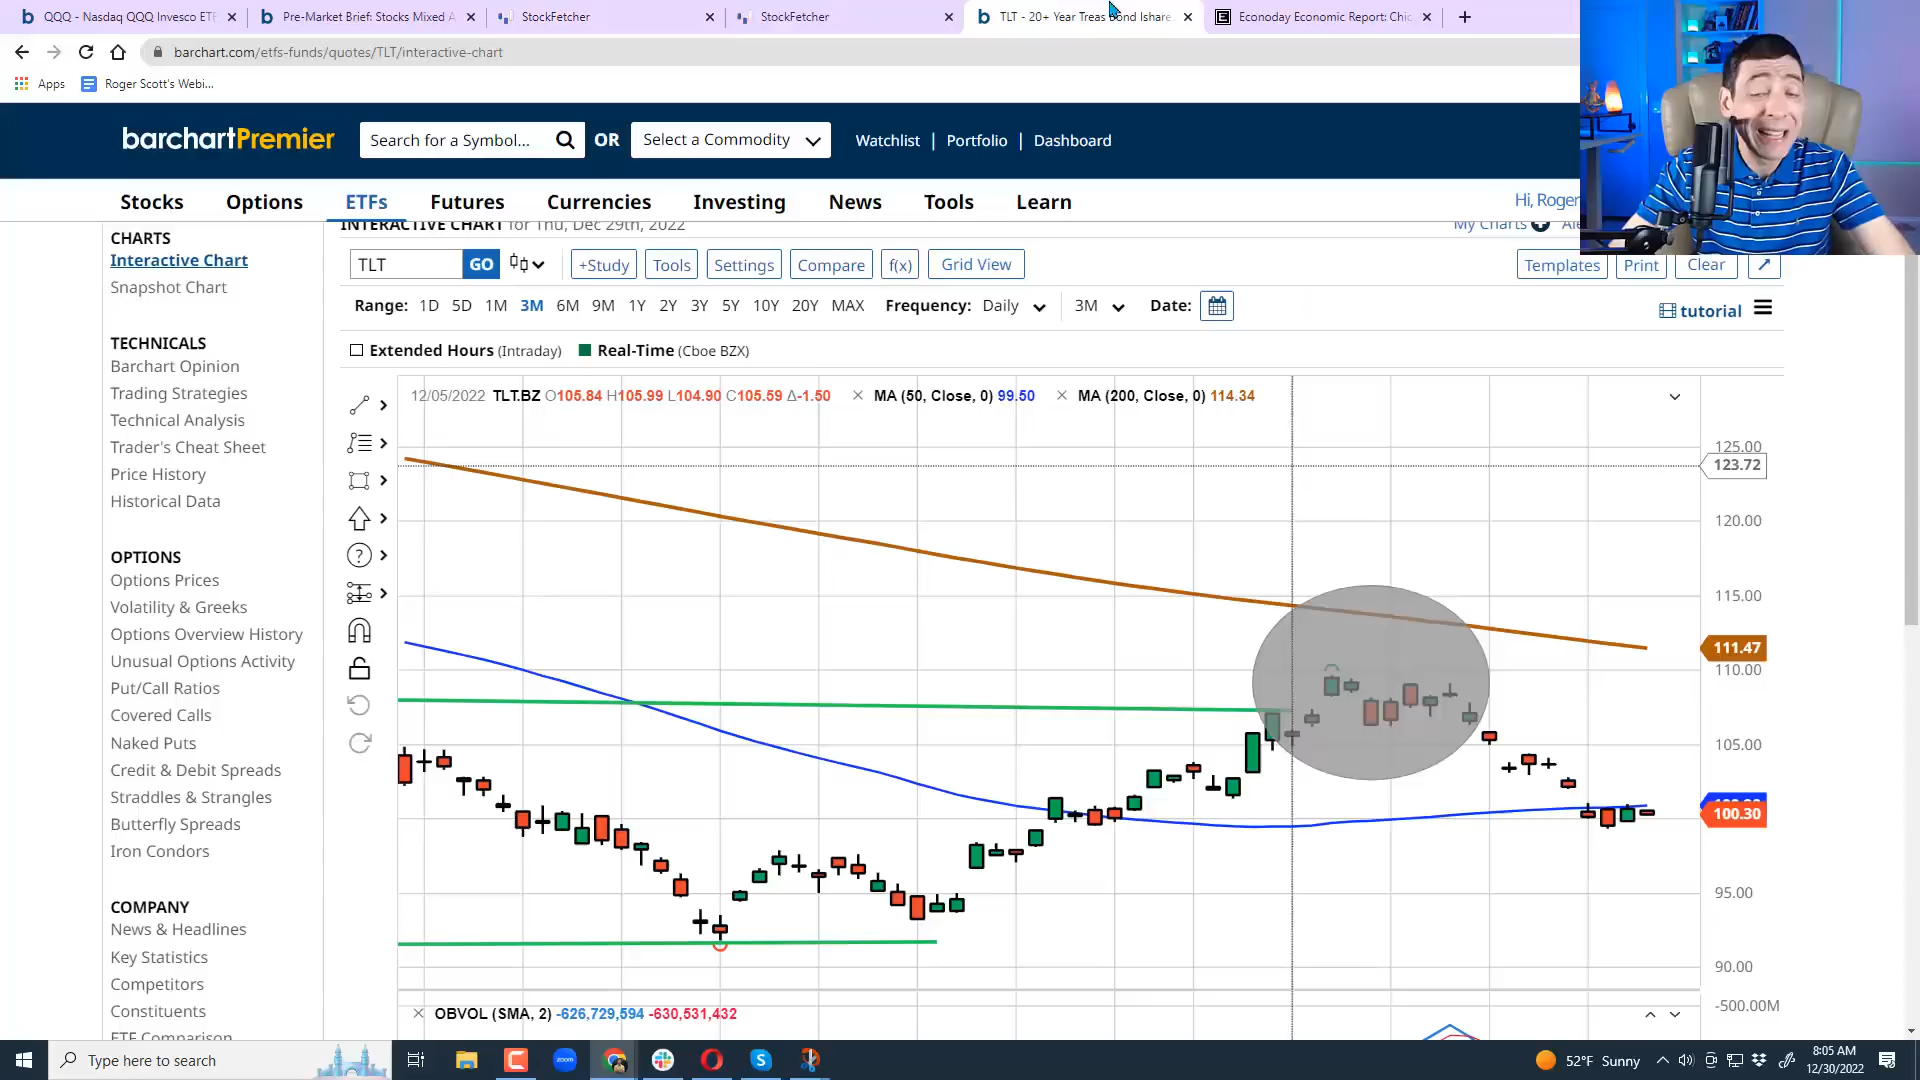 QQQ - Nasdaq QQQ Invesco ETF
Pre-Market Brief: Stocks Mixed A
StockFetcher
StockFetcher
TLT - 20+ Year Treas Bond Ishare
Econoday Economic Report: Chic
barchart.com/etfs-funds/quotes/TLT/interactive-chart
Apps
Roger Scott's Webi...
barchartPremier
Search for a Symbol...
OR
Select a Commodity
Watchlist | Portfolio | Dashboard
Stocks Options ETFs Futures Currencies Investing News Tools Learn
Hi, Roger
CHARTS
Interactive Chart
Snapshot Chart
TECHNICALS
Barchart Opinion
Trading Strategies
Technical Analysis
Trader's Cheat Sheet
Price History
Historical Data
OPTIONS
Options Prices
Volatility & Greeks
Options Overview History
Unusual Options Activity
Put/Call Ratios
Covered Calls
Naked Puts
Credit & Debit Spreads
Straddles & Strangles
Butterfly Spreads
Iron Condors
COMPANY
News & Headlines
Key Statistics
Competitors
Constituents
ETF Comparison
INTERACTIVE CHART for Thu, Dec 29th, 2022
My Charts
TLT GO +Study Tools Settings Compare f(x) Grid View
Templates Print Clear
Range: 1D 5D 1M 3M 6M 9M 1Y 2Y 3Y 5Y 10Y 20Y MAX Frequency: Daily 3M Date:
tutorial
Extended Hours (Intraday) Real-Time (Cboe BZX)
12/05/2022 TLT.BZ O105.84 H105.99 L104.90 C105.59 Δ-1.50 MA (50, Close, 0) 99.50 MA (200, Close, 0) 114.34
125.00
123.72
120.00
115.00
111.47
110.00
105.00
100.30
95.00
90.00
-500.00M
OBVOL (SMA, 2) -626,729,594 -630,531,432
Type here to search
zoom
52°F Sunny
8:05 AM
12/30/2022